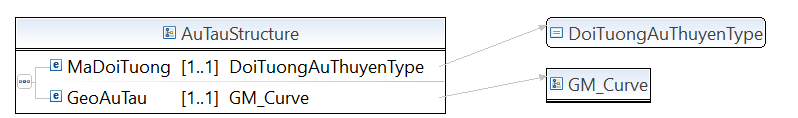 AuTauStructure
MaDoiTuong [1..1] DoiTuongAuThuyenType
GeoAuTau [1..1] GM_Curve
DoiTuongAuThuyenType
GM_Curve